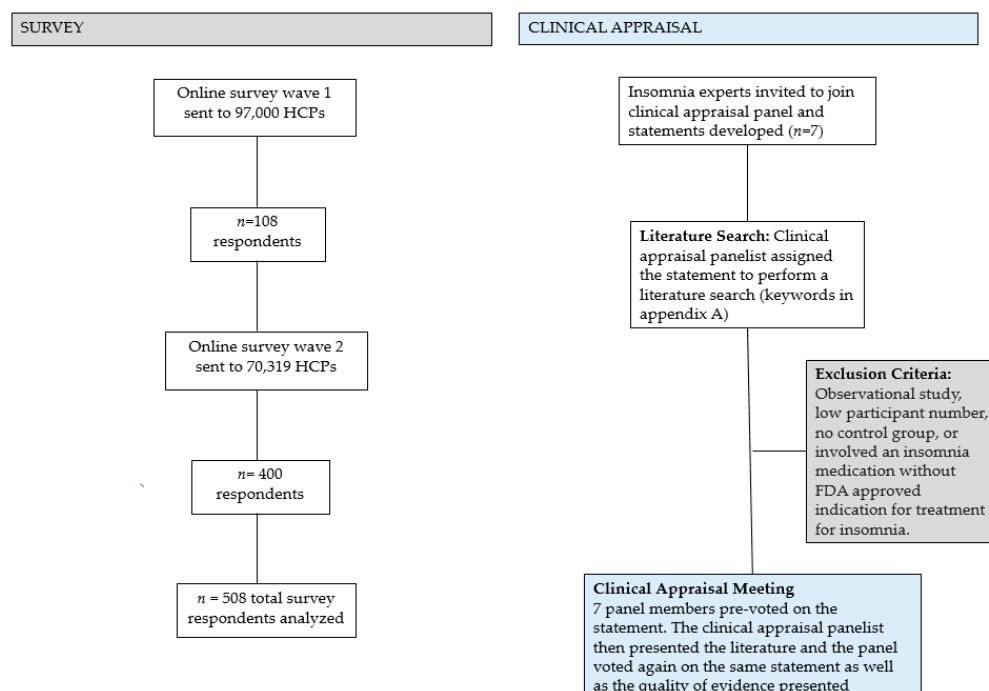 SURVEY
Online survey wave 1
sent to 97,000 HCPs
n=108
respondents
Online survey wave 2
sent to 70,319 HCPs
n= 400
respondents
n = 508 total survey
respondents analyzed
CLINICAL APPRAISAL
Insomnia experts invited to join
clinical appraisal panel and
statements developed (n=7)
Literature Search: Clinical
appraisal panelist assigned
the statement to perform a
literature search (keywords in
appendix A)
Exclusion Criteria:
Observational study,
low participant number,
no control group, or
involved an insomnia
medication without
FDA approved
indication for treatment
for insomnia.
Clinical Appraisal Meeting
7 panel members pre-voted on the
statement. The clinical appraisal panelist
then presented the literature and the panel
voted again on the same statement as well
as the quality of evidence presented